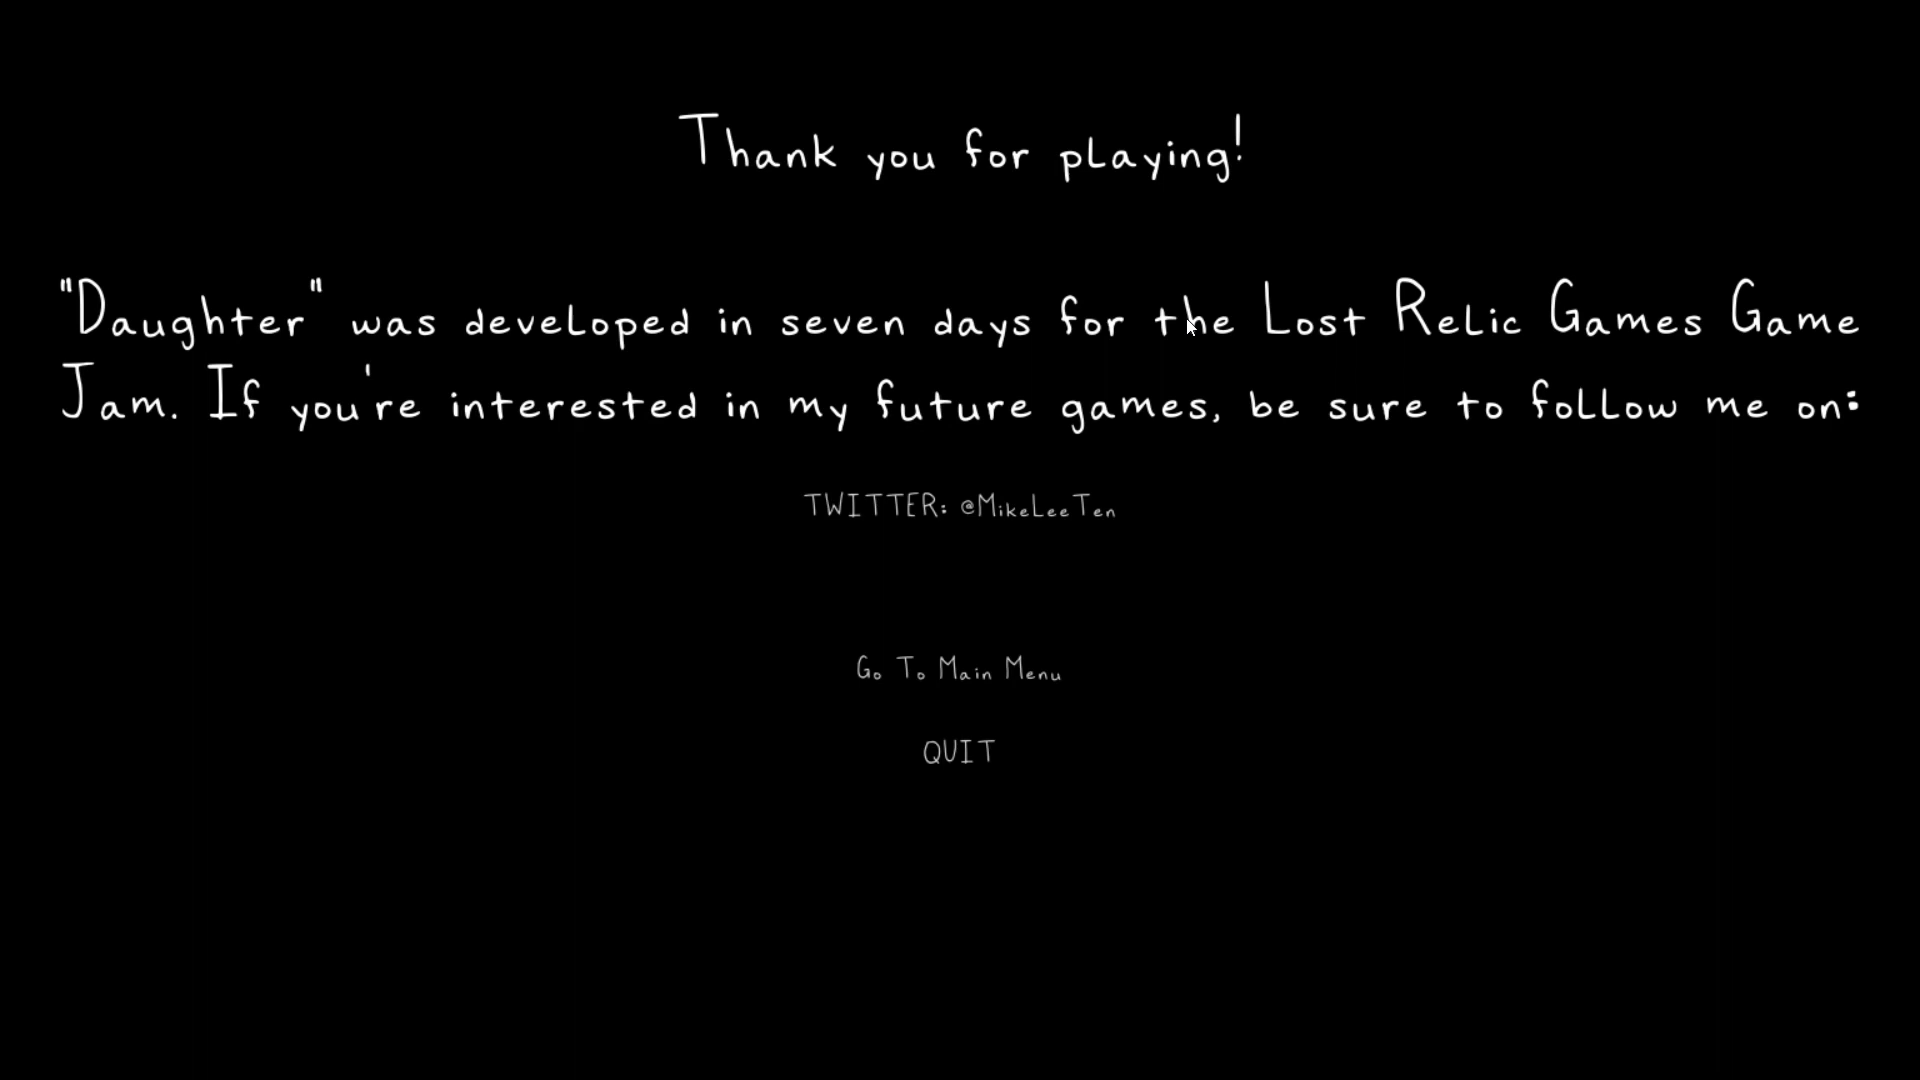 Thank you for playing!
"Daughter" was developed in seven days for the Lost Relic Games Game
Jam. If you're interested in my future games, be sure to follow me on:
TWITTER: @MikeLeeTen
Go To Main Menu
QUIT